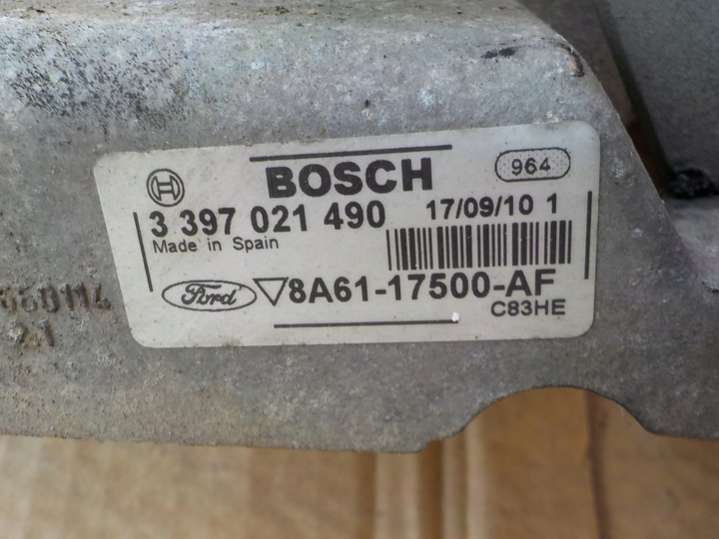 BOSCH
964
3 397 021 490
17/09/10 1
Made in Spain
Ford
8A61-17500-AF
C83HE